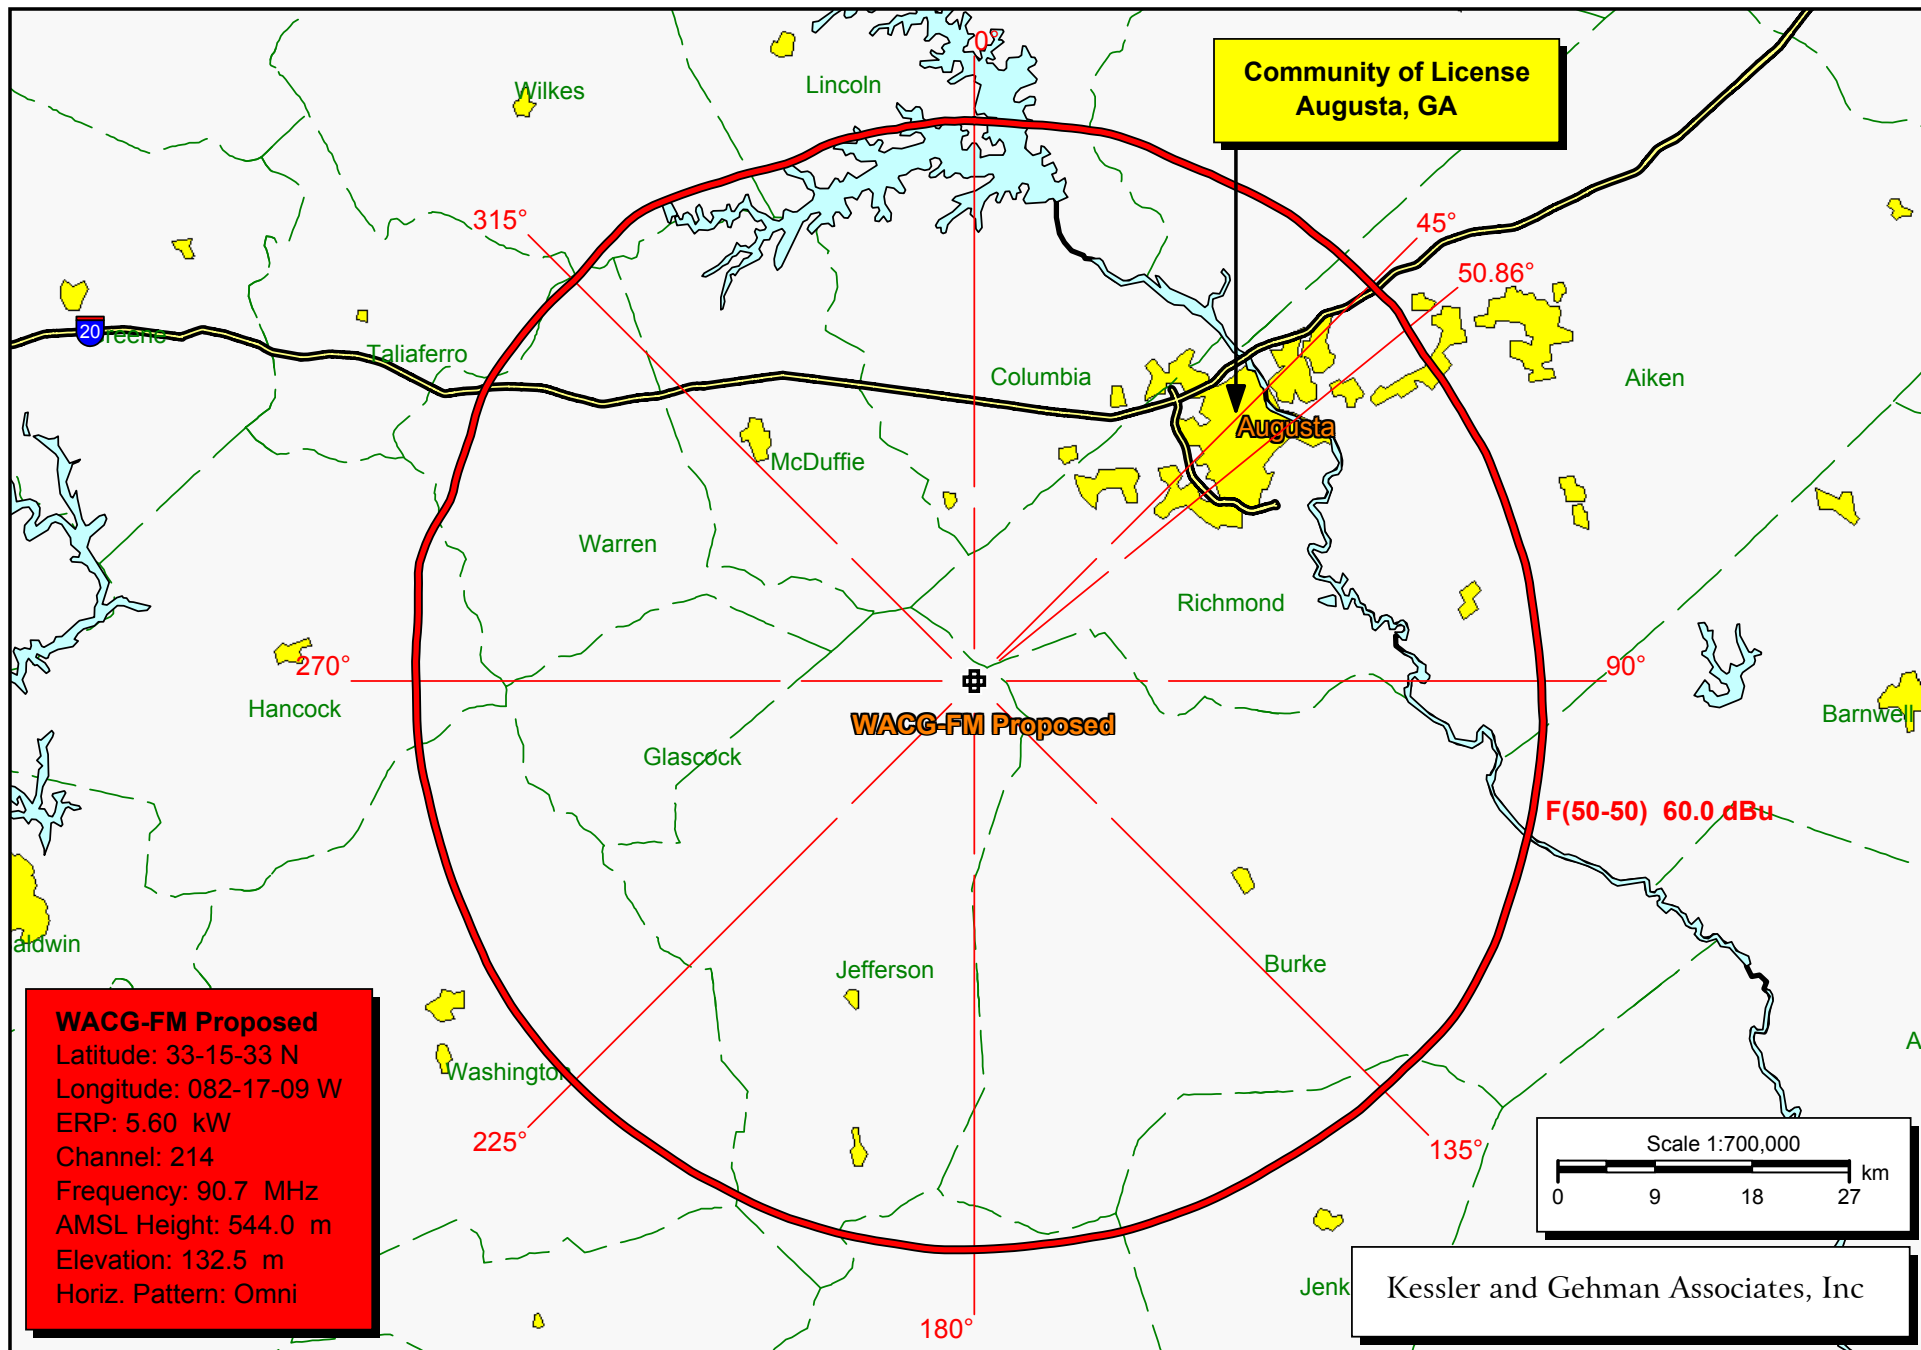 0°
Community of License
Augusta, GA
Wilkes
Lincoln
315°
45°
50.86°
20
Greene
Taliaferro
Columbia
Aiken
Augusta
McDuffie
Warren
Richmond
270°
90°
Hancock
WACG-FM Proposed
Barnwell
Glascock
F(50-50) 60.0 dBu
aldwin
Jefferson
Burke
WACG-FM Proposed
Latitude: 33-15-33 N
Longitude: 082-17-09 W
ERP: 5.60 kW
Channel: 214
Frequency: 90.7 MHz
AMSL Height: 544.0 m
Elevation: 132.5 m
Horiz. Pattern: Omni
A
Washington
225°
135°
Scale 1:700,000
km
0 9 18 27
Jenk
Kessler and Gehman Associates, Inc
180°